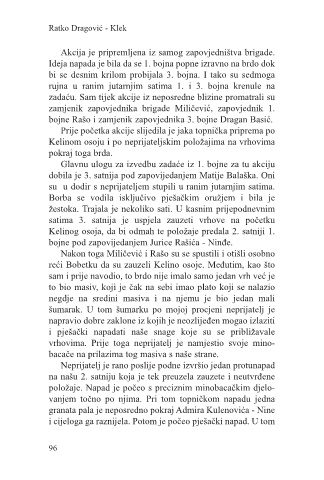 Ratko Dragović - Klek
Akcija je pripremljena iz samog zapovjedništva brigade.
Ideja napada je bila da se 1. bojna popne izravno na brdo dok
bi se desnim krilom probijala 3. bojna. I tako su sedmoga
rujna u ranim jutarnjim satima 1. i 3. bojna krenule na
zadaću. Sam tijek akcije iz neposredne blizine promatrali su
zamjenik zapovjednika brigade Miličević, zapovjednik 1.
bojne Rašo i zamjenik zapovjednika 3. bojne Dragan Basić.
Prije početka akcije slijedila je jaka topnička priprema po
Kelinom osoju i po neprijateljskim položajima na vrhovima
pokraj toga brda.
Glavnu ulogu za izvedbu zadaće iz 1. bojne za tu akciju
dobila je 3. satnija pod zapovijedanjem Matije Balaška. Oni
su u dodir s neprijateljem stupili u ranim jutarnjim satima.
Borba se vodila isključivo pješačkim oružjem i bila je
žestoka. Trajala je nekoliko sati. U kasnim prijepodnevnim
satima 3. satnija je uspjela zauzeti vrhove na početku
Kelinog osoja, da bi odmah te položaje predala 2. satniji 1.
bojne pod zapovijedanjem Jurice Rašića - Ninđe.
Nakon toga Miličević i Rašo su se spustili i otišli osobno
reći Bobetku da su zauzeli Kelino osoje. Međutim, kao što
sam i prije navodio, to brdo nije imalo samo jedan vrh već je
to bio masiv, koji je čak na sebi imao plato koji se nalazio
negdje na sredini masiva i na njemu je bio jedan mali
šumarak. U tom šumarku po mojoj procjeni neprijatelj je
napravio dobre zaklone iz kojih je neozlijeđen mogao izlaziti
i pješački napadati naše snage koje su se približavale
vrhovima. Prije toga neprijatelj je namjestio svoje mino-
bacače na prilazima tog masiva s naše strane.
Neprijatelj je rano poslije podne izvršio jedan protunapad
na našu 2. satniju koja je tek preuzela zauzete i neutvrđene
položaje. Napad je počeo s preciznim minobacačkim djelo-
vanjem točno po njima. Pri tom topničkom napadu jedna
granata pala je neposredno pokraj Admira Kulenovića - Nine
i cijeloga ga raznijela. Potom je počeo pješački napad. U tom
96